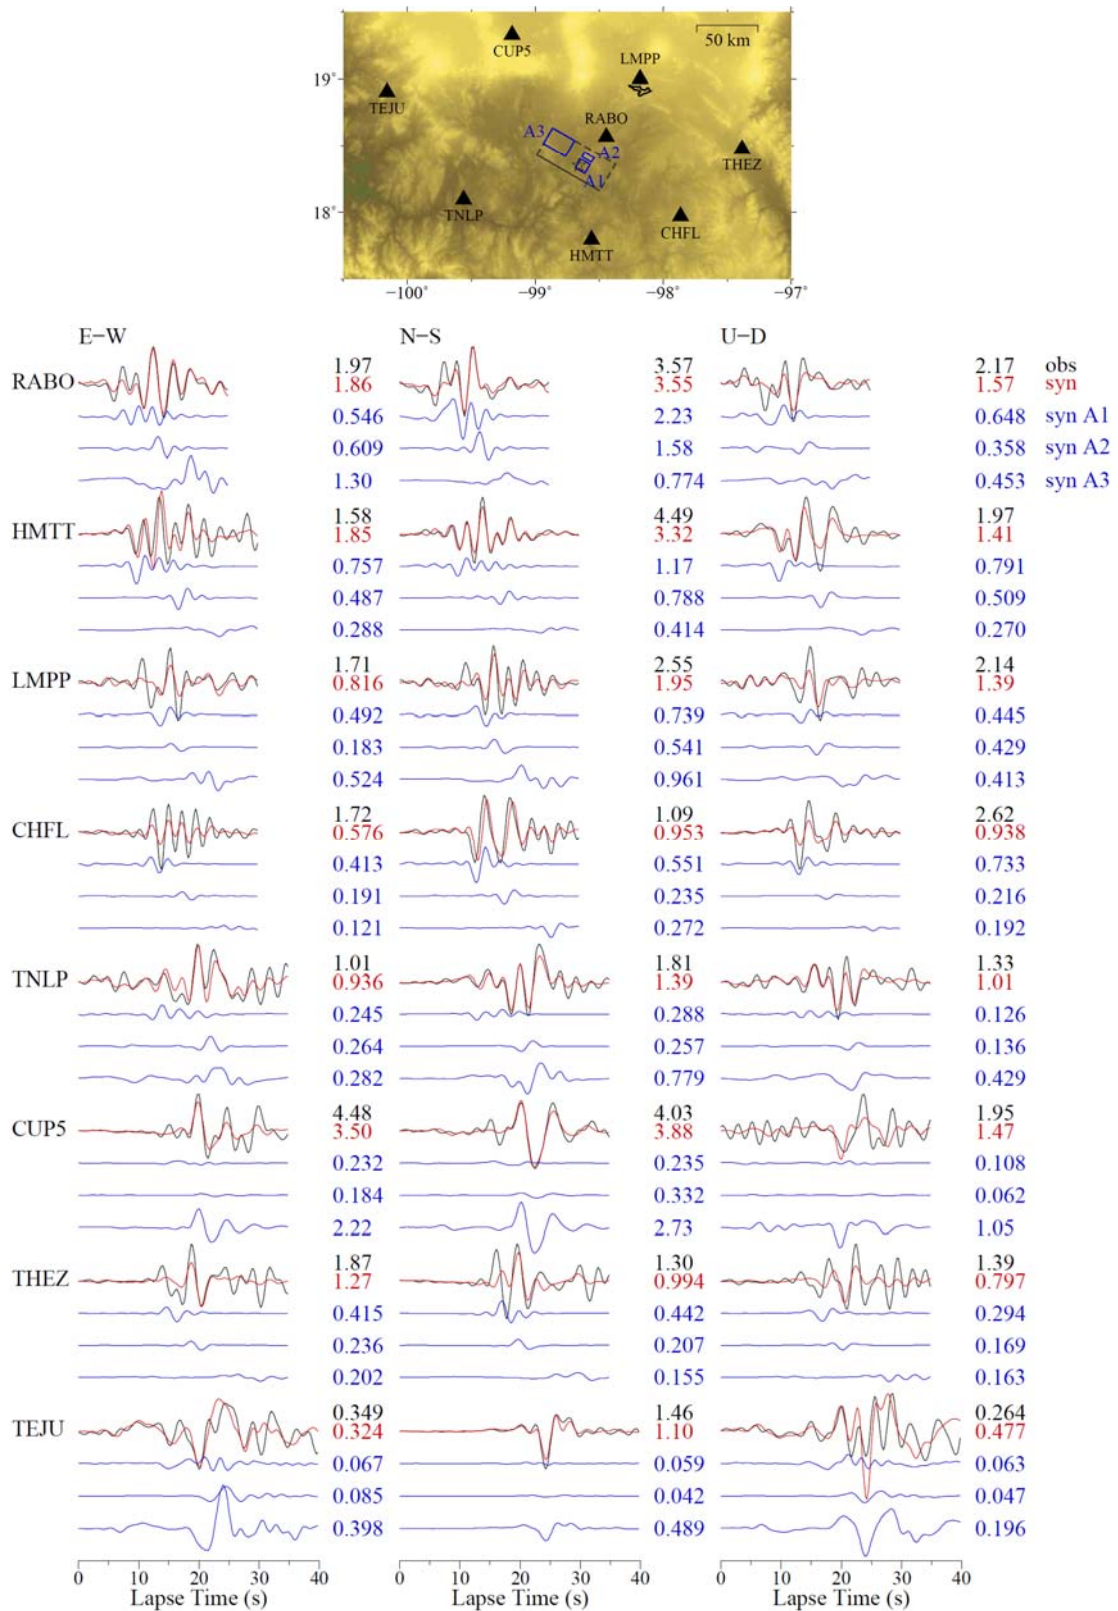 50 km
CUP5
LMPP
19°
TEJU
RABO
A3
A2
THEZ
A1
18°
TNLP
CHFL
HMTT
−100° −99° −98° −97°
E−W N−S U−D
RABO 1.97 3.57 2.17 obs
1.86 3.55 1.57 syn
0.546 2.23 0.648 syn A1
0.609 1.58 0.358 syn A2
1.30 0.774 0.453 syn A3
HMTT 1.58 4.49 1.97
1.85 3.32 1.41
0.757 1.17 0.791
0.487 0.788 0.509
0.288 0.414 0.270
LMPP 1.71 2.55 2.14
0.816 1.95 1.39
0.492 0.739 0.445
0.183 0.541 0.429
0.524 0.961 0.413
CHFL 1.72 1.09 2.62
0.576 0.953 0.938
0.413 0.551 0.733
0.191 0.235 0.216
0.121 0.272 0.192
TNLP 1.01 1.81 1.33
0.936 1.39 1.01
0.245 0.288 0.126
0.264 0.257 0.136
0.282 0.779 0.429
CUP5 4.48 4.03 1.95
3.50 3.88 1.47
0.232 0.235 0.108
0.184 0.332 0.062
2.22 2.73 1.05
THEZ 1.87 1.30 1.39
1.27 0.994 0.797
0.415 0.442 0.294
0.236 0.207 0.169
0.202 0.155 0.163
TEJU 0.349 1.46 0.264
0.324 1.10 0.477
0.067 0.059 0.063
0.085 0.042 0.047
0.398 0.489 0.196
0 10 20 30 40 0 10 20 30 40 0 10 20 30 40
Lapse Time (s) Lapse Time (s) Lapse Time (s)